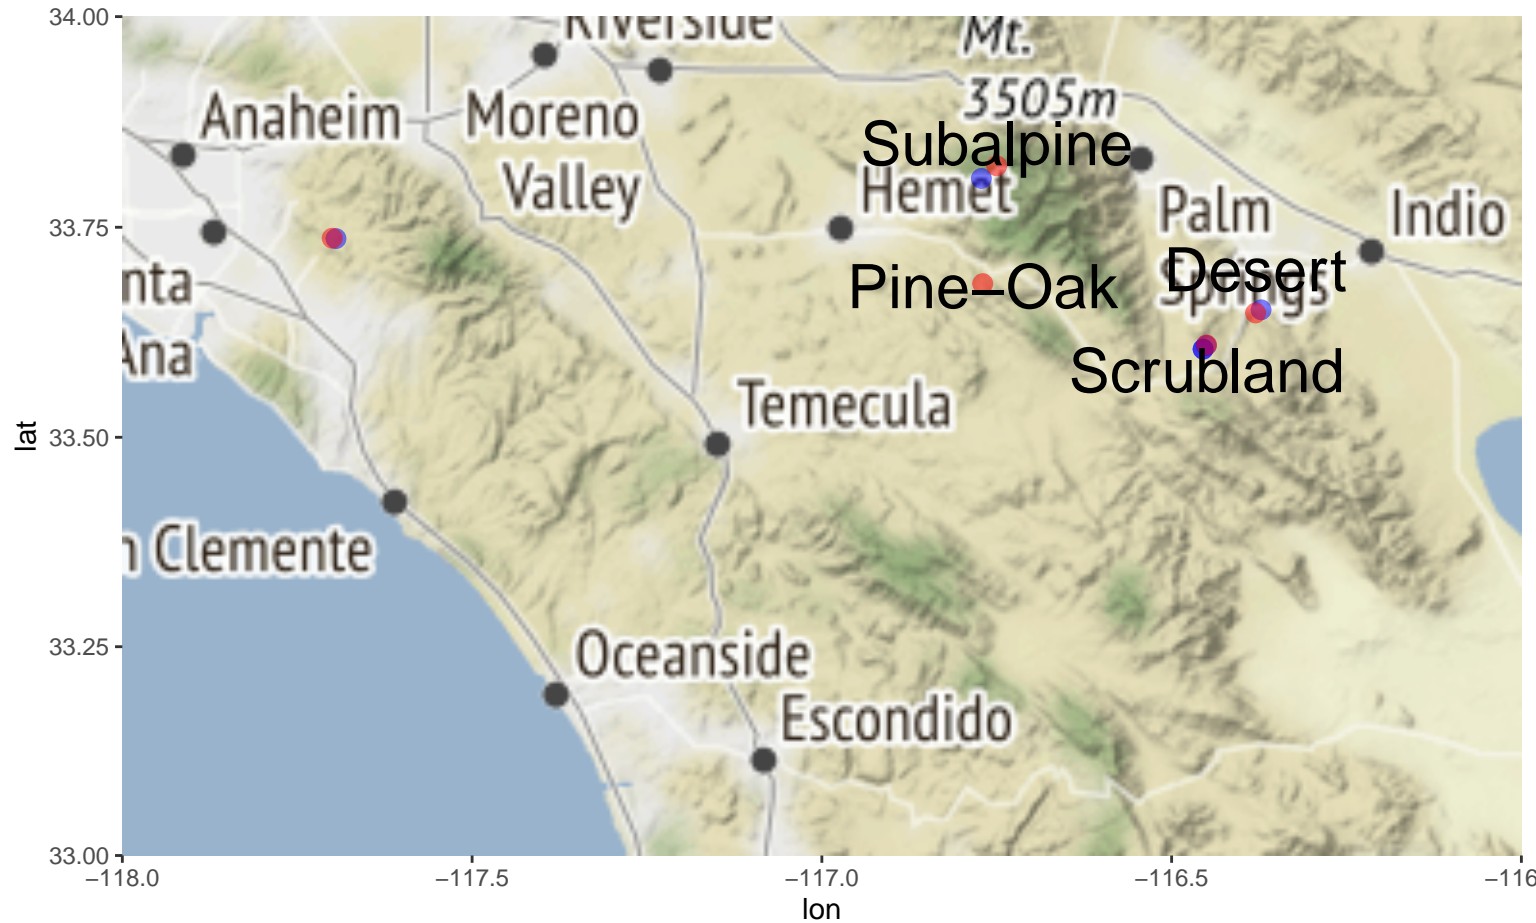 34.00
Riverside
Mt.
3505m
Anaheim
Moreno
Valley
Subalpine
Hemet
Palm
Springs
Indio
33.75
Desert
nta
Ana
Pine–Oak
Scrubland
Temecula
33.50
lat
n Clemente
33.25
Oceanside
Escondido
33.00
−118.0
−117.5
−117.0
−116.5
−116
lon